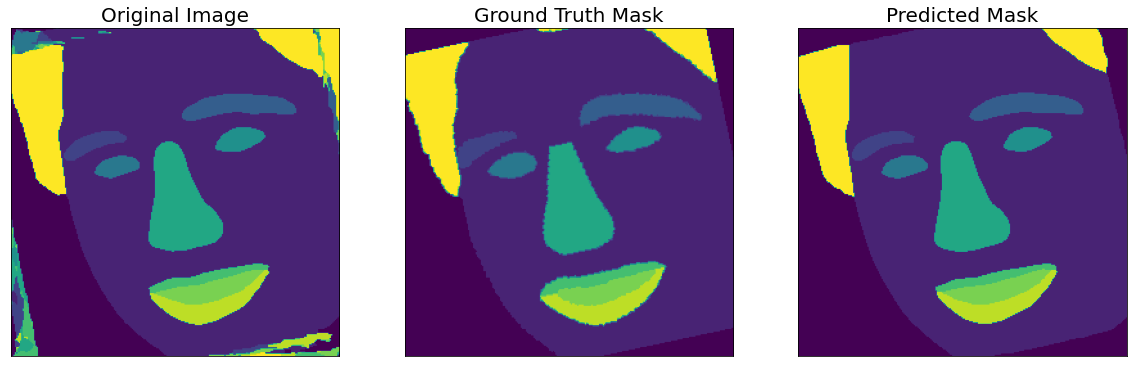 Original Image
Ground Truth Mask
Predicted Mask